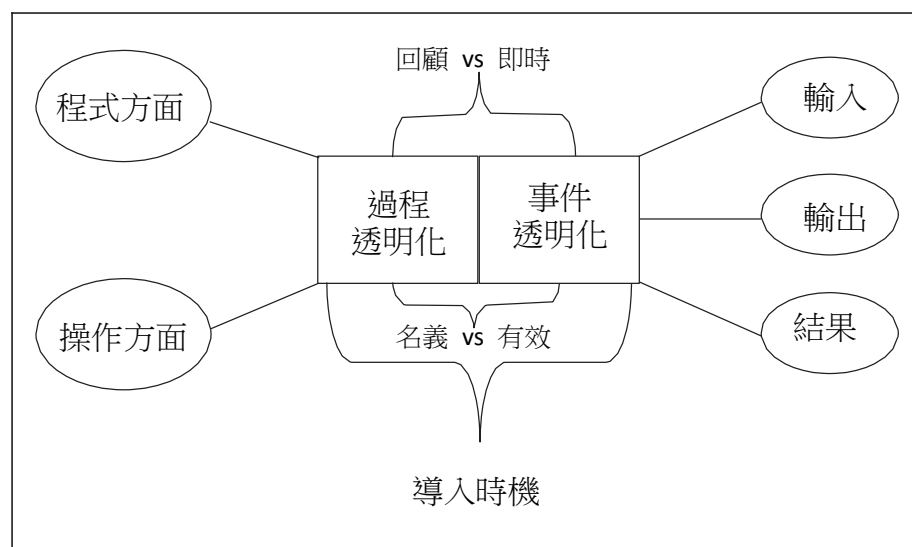 回顧 vs 即時
程式方面
輸入
過程
透明化
事件
透明化
輸出
操作方面
名義 vs 有效
結果
導入時機